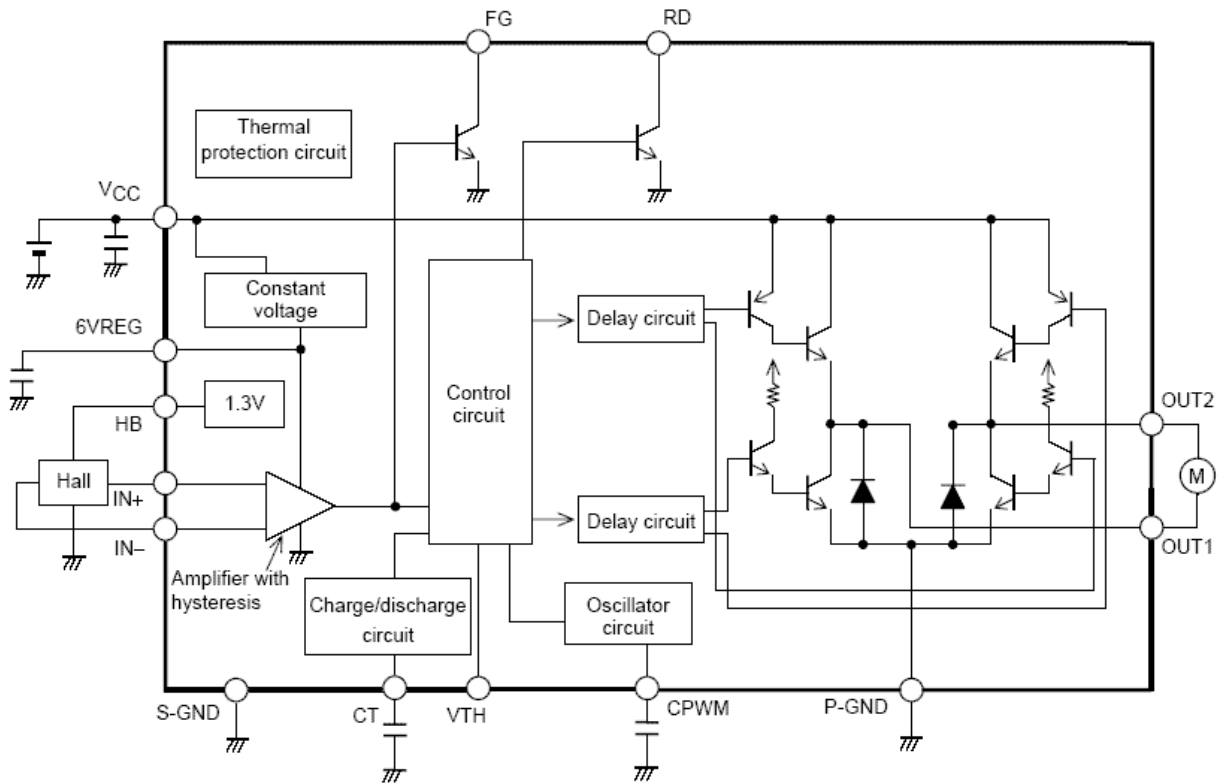 FG
RD
Thermal
protection circuit
VCC
Constant
voltage
6VREG
Delay circuit
Control
circuit
1.3V
HB
OUT2
Hall
IN+
M
IN–
Delay circuit
OUT1
Amplifier with
hysteresis
Charge/discharge
circuit
Oscillator
circuit
S-GND
CT
VTH
CPWM
P-GND